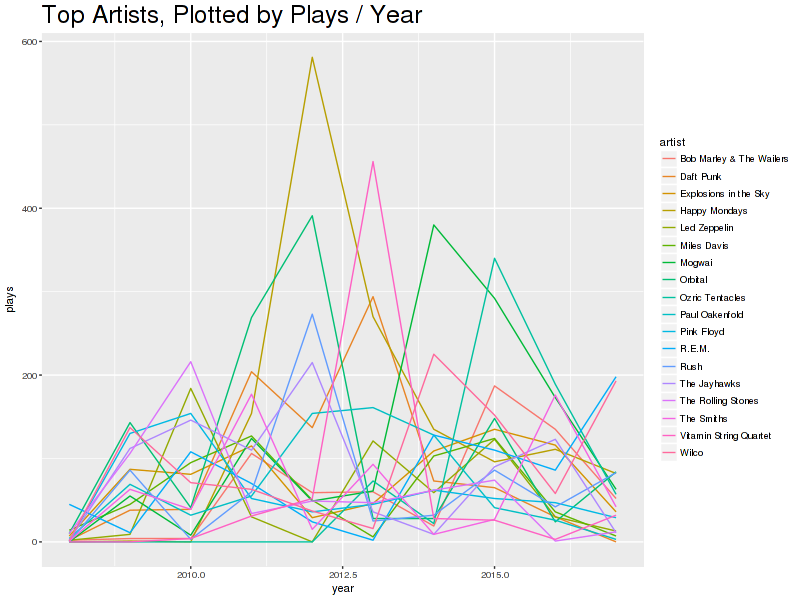 Top Artists, Plotted by Plays / Year
600
400
200
0
plays
2010.0
2012.5
2015.0
year
artist
Bob Marley & The Wailers
Daft Punk
Explosions in the Sky
Happy Mondays
Led Zeppelin
Miles Davis
Mogwai
Orbital
Ozric Tentacles
Paul Oakenfold
Pink Floyd
R.E.M.
Rush
The Jayhawks
The Rolling Stones
The Smiths
Vitamin String Quartet
Wilco